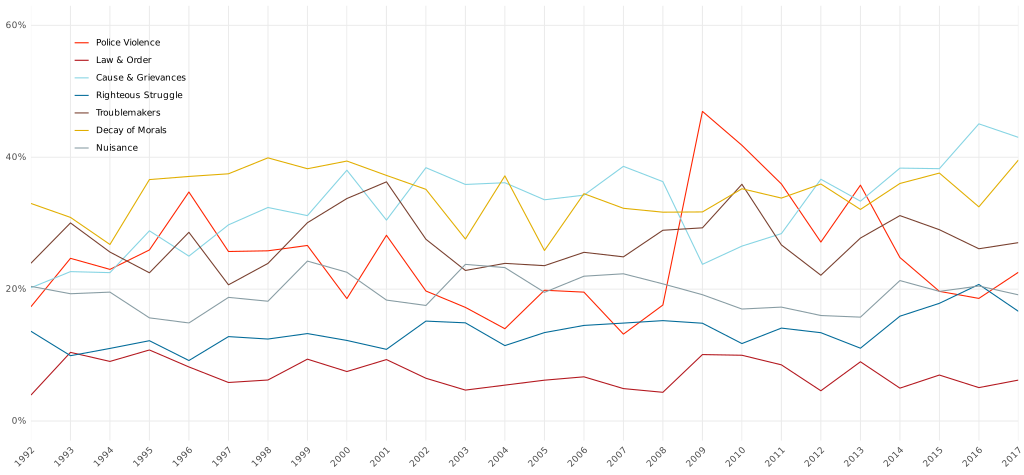 60%
Police Violence
Law & Order
Cause & Grievances
Righteous Struggle
Troublemakers
Decay of Morals
Nuisance
40%
20%
0%
1992 1993 1994 1995 1996 1997 1998 1999 2000 2001 2002 2003 2004 2005 2006 2007 2008 2009 2010 2011 2012 2013 2014 2015 2016 2017